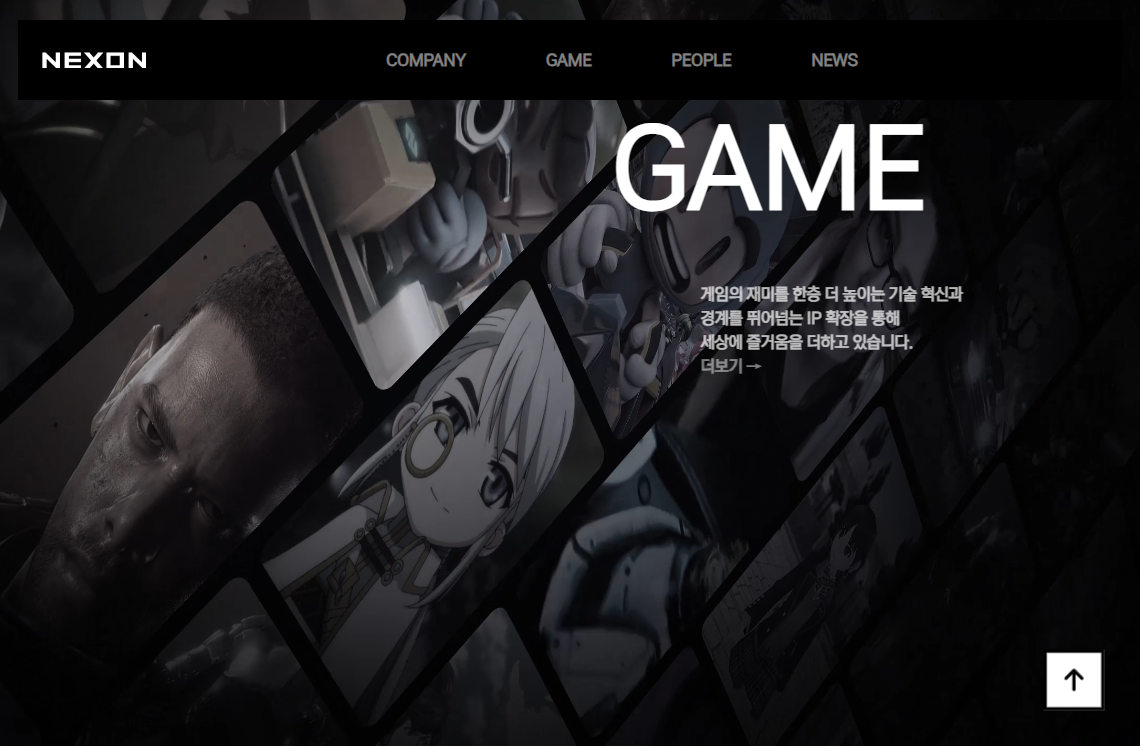 NEXON
COMPANY
GAME
PEOPLE
NEWS
GAME
게임의 재미를 한층 더 높이는 기술 혁신과
경계를 뛰어넘는 IP 확장을 통해
세상에 즐거움을 더하고 있습니다.
더보기 →